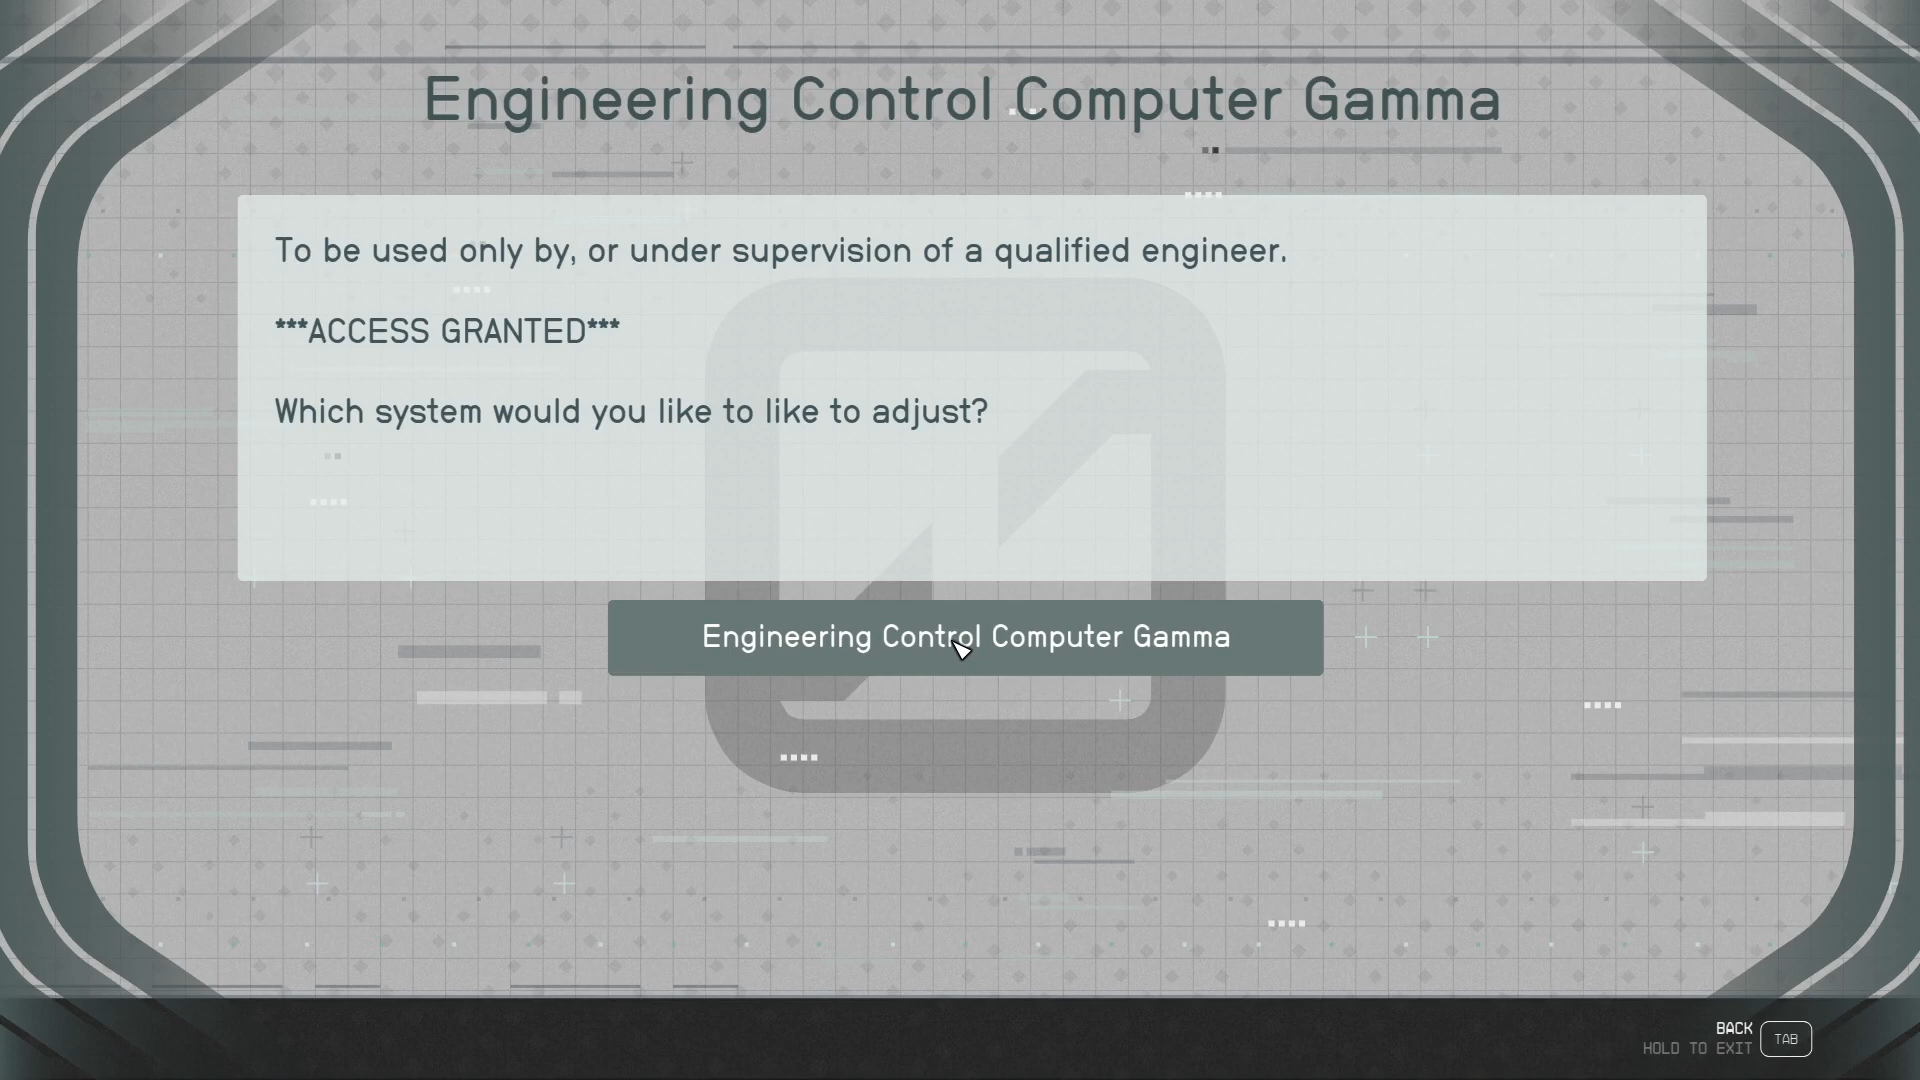 Engineering Control Computer Gamma
To be used only by, or under supervision of a qualified engineer.
***ACCESS GRANTED***
Which system would you like to like to adjust?
Engineering Control Computer Gamma
BACK
HOLD TO EXIT
TAB